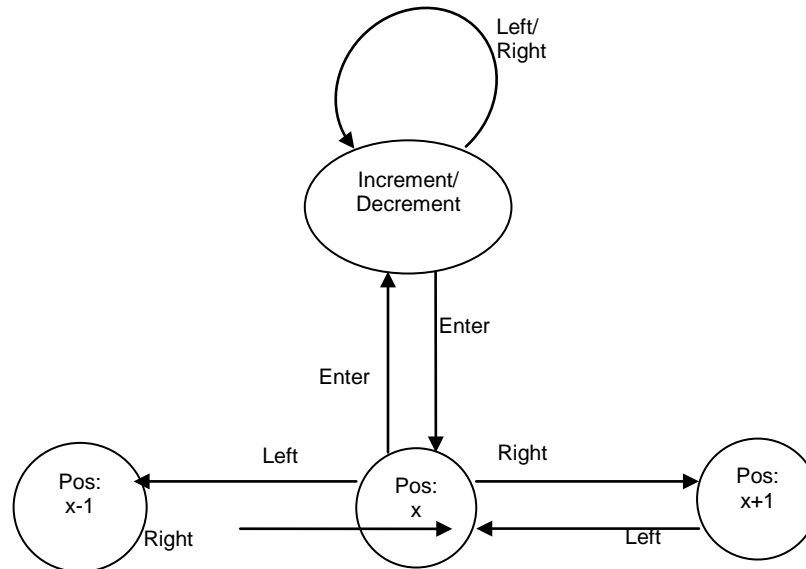 Left/
Right
Increment/
Decrement
Enter
Enter
Left
Right
Pos:
x-1
Pos:
x
Pos:
x+1
Right
Left